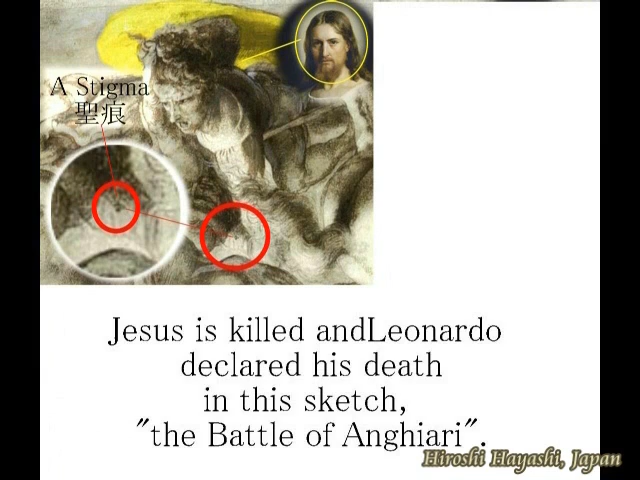 A Stigma
聖痕
Jesus is killed andLeonardo
declared his death
in this sketch,
"the Battle of Anghiari".
Hiroshi Hayashi, Japan